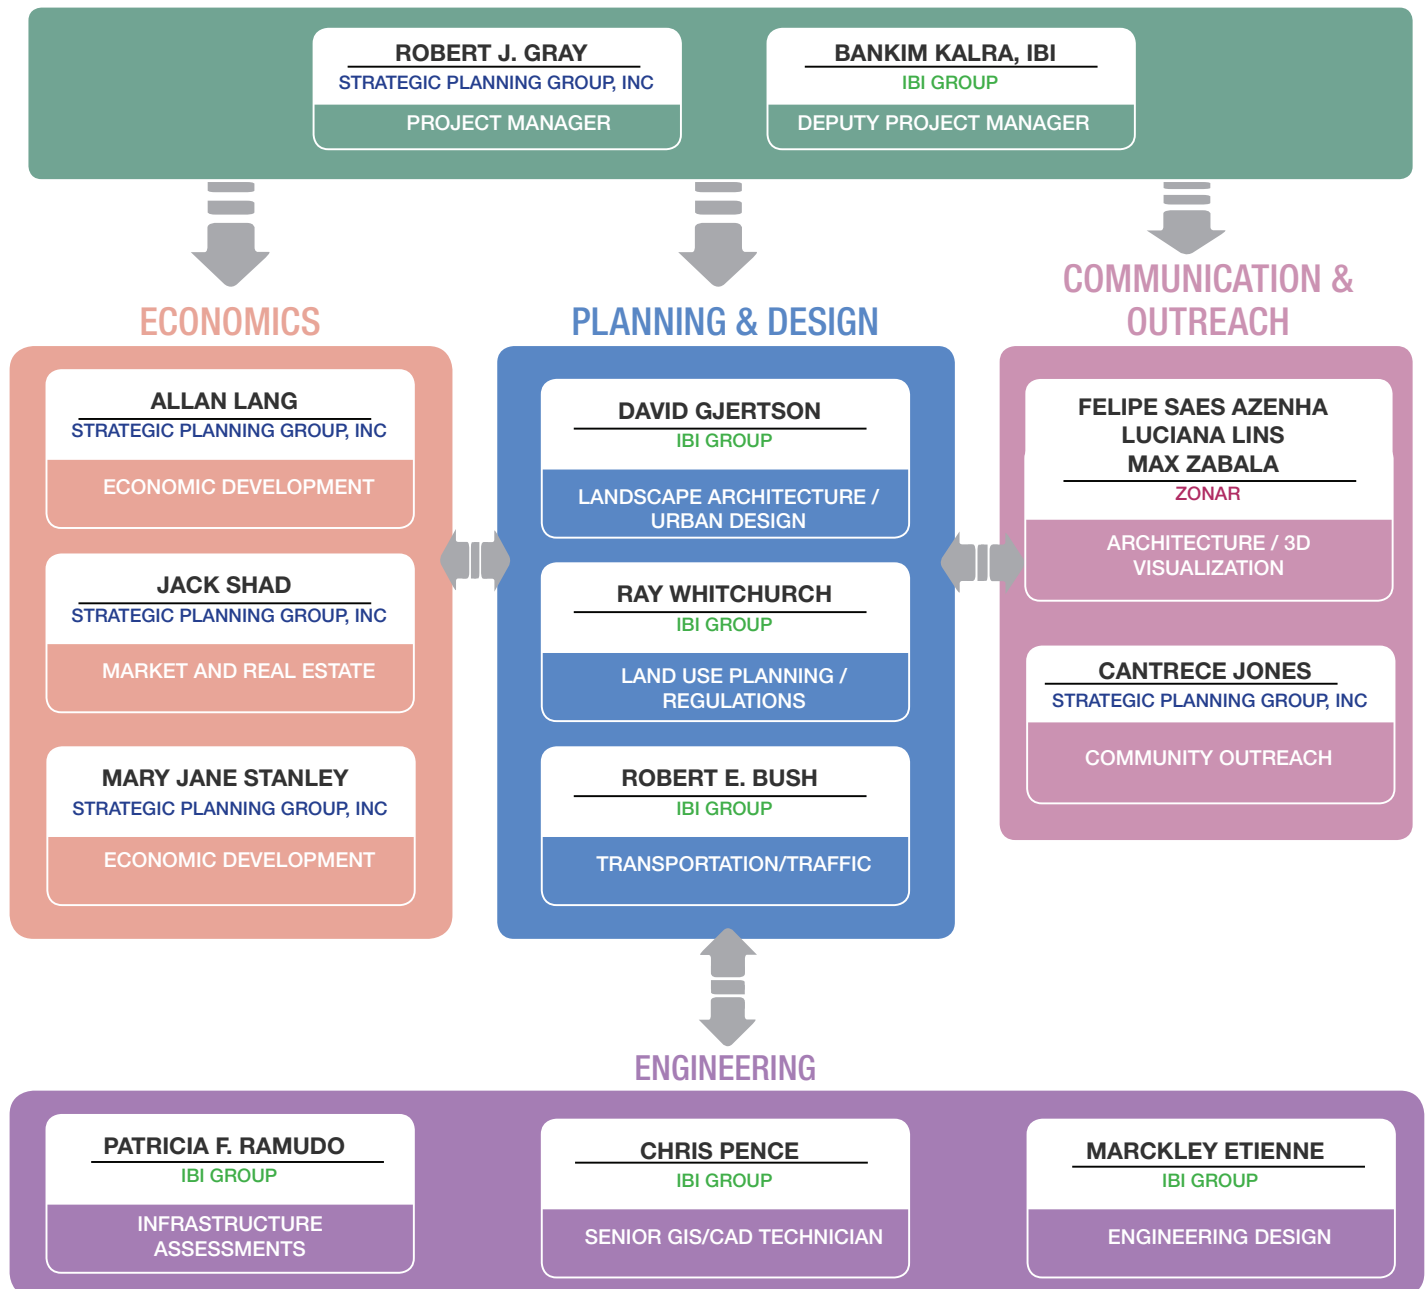 ROBERT J. GRAY
STRATEGIC PLANNING GROUP, INC
PROJECT MANAGER
BANKIM KALRA, IBI
IBI GROUP
DEPUTY PROJECT MANAGER
ECONOMICS
ALLAN LANG
STRATEGIC PLANNING GROUP, INC
ECONOMIC DEVELOPMENT
JACK SHAD
STRATEGIC PLANNING GROUP, INC
MARKET AND REAL ESTATE
MARY JANE STANLEY
STRATEGIC PLANNING GROUP, INC
ECONOMIC DEVELOPMENT
PLANNING & DESIGN
DAVID GJERTSON
IBI GROUP
LANDSCAPE ARCHITECTURE /
URBAN DESIGN
RAY WHITCHURCH
IBI GROUP
LAND USE PLANNING /
REGULATIONS
ROBERT E. BUSH
IBI GROUP
TRANSPORTATION/TRAFFIC
COMMUNICATION &
OUTREACH
FELIPE SAES AZENHA
LUCIANA LINS
MAX ZABALA
ZONAR
ARCHITECTURE / 3D
VISUALIZATION
CANTRECE JONES
STRATEGIC PLANNING GROUP, INC
COMMUNITY OUTREACH
ENGINEERING
PATRICIA F. RAMUDO
IBI GROUP
INFRASTRUCTURE
ASSESSMENTS
CHRIS PENCE
IBI GROUP
SENIOR GIS/CAD TECHNICIAN
MARCKLEY ETIENNE
IBI GROUP
ENGINEERING DESIGN